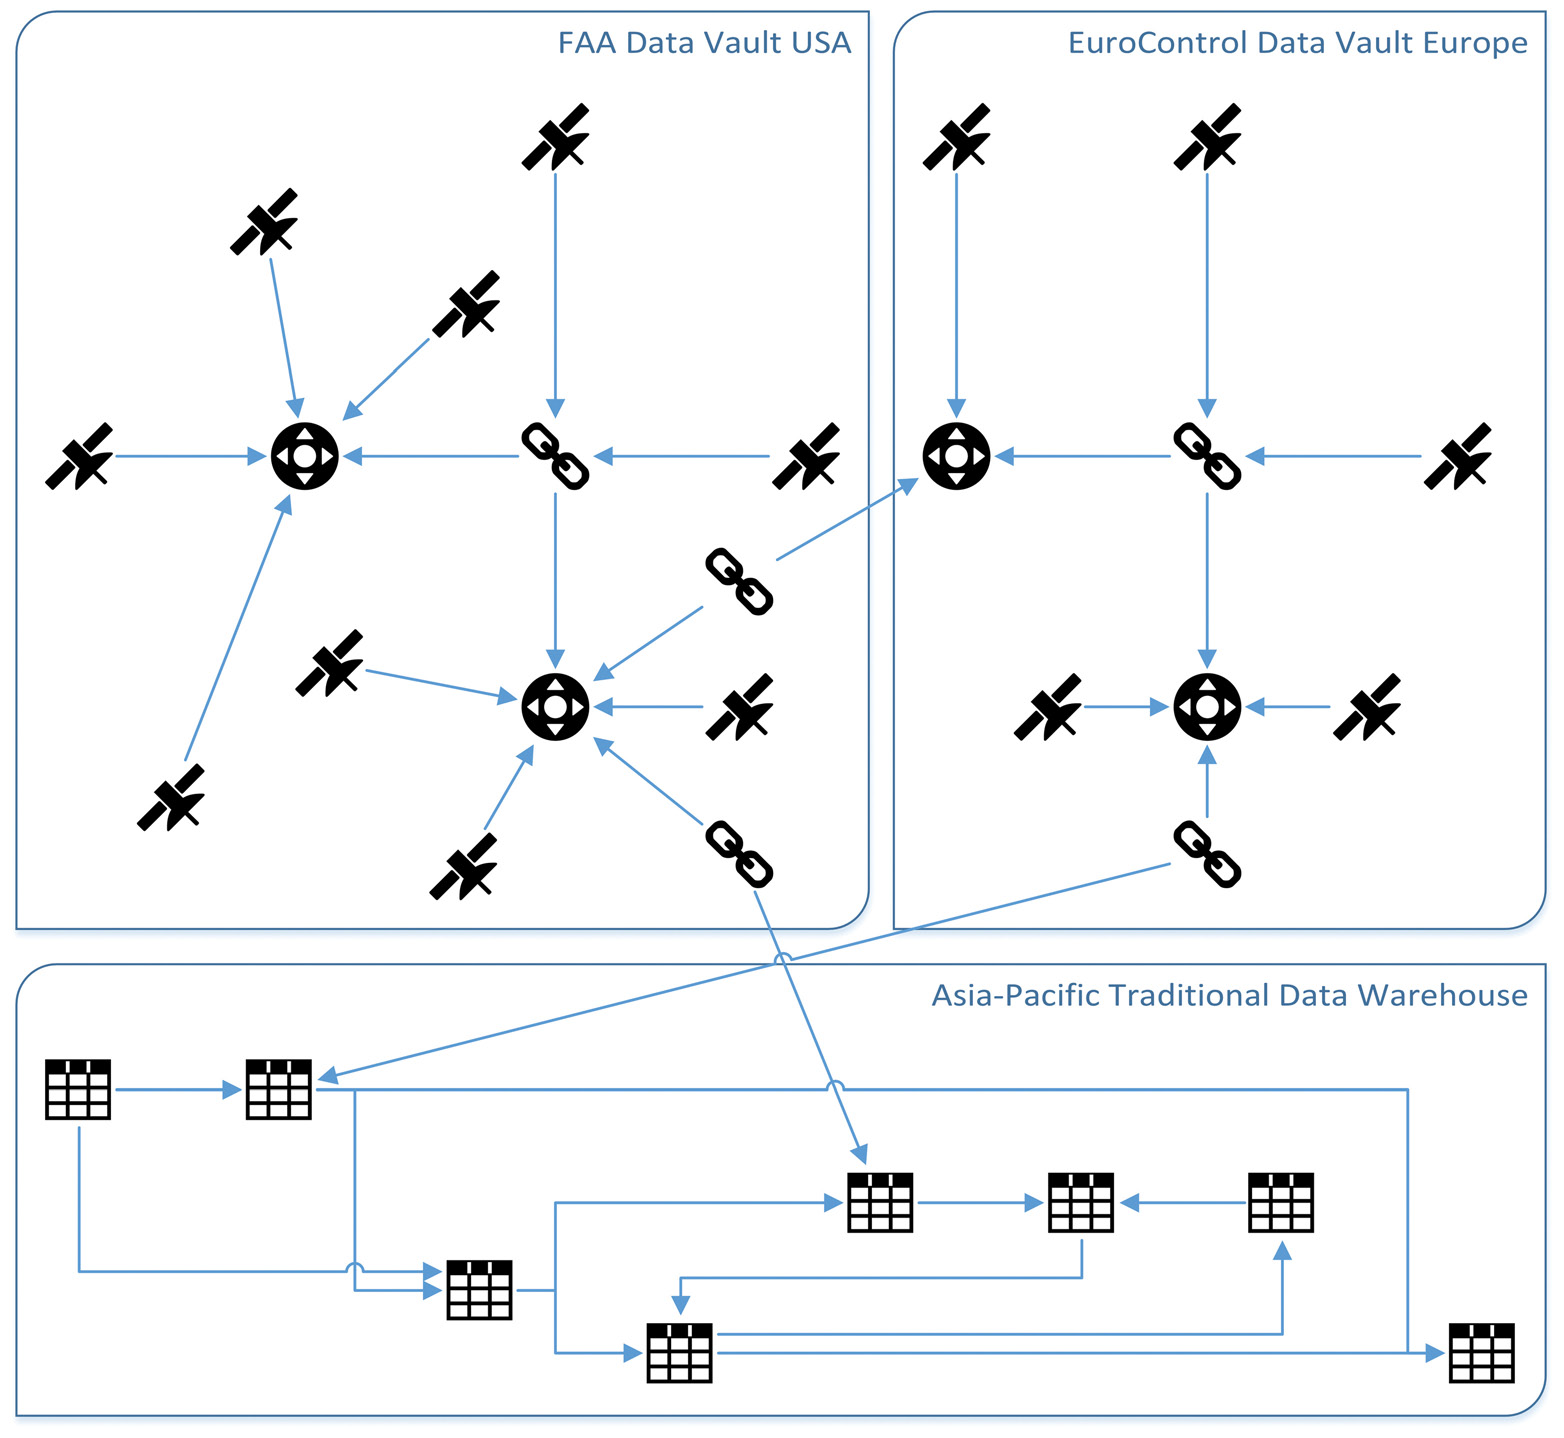 FAA Data Vault USA
EuroControl Data Vault Europe
Asia-Pacific Traditional Data Warehouse